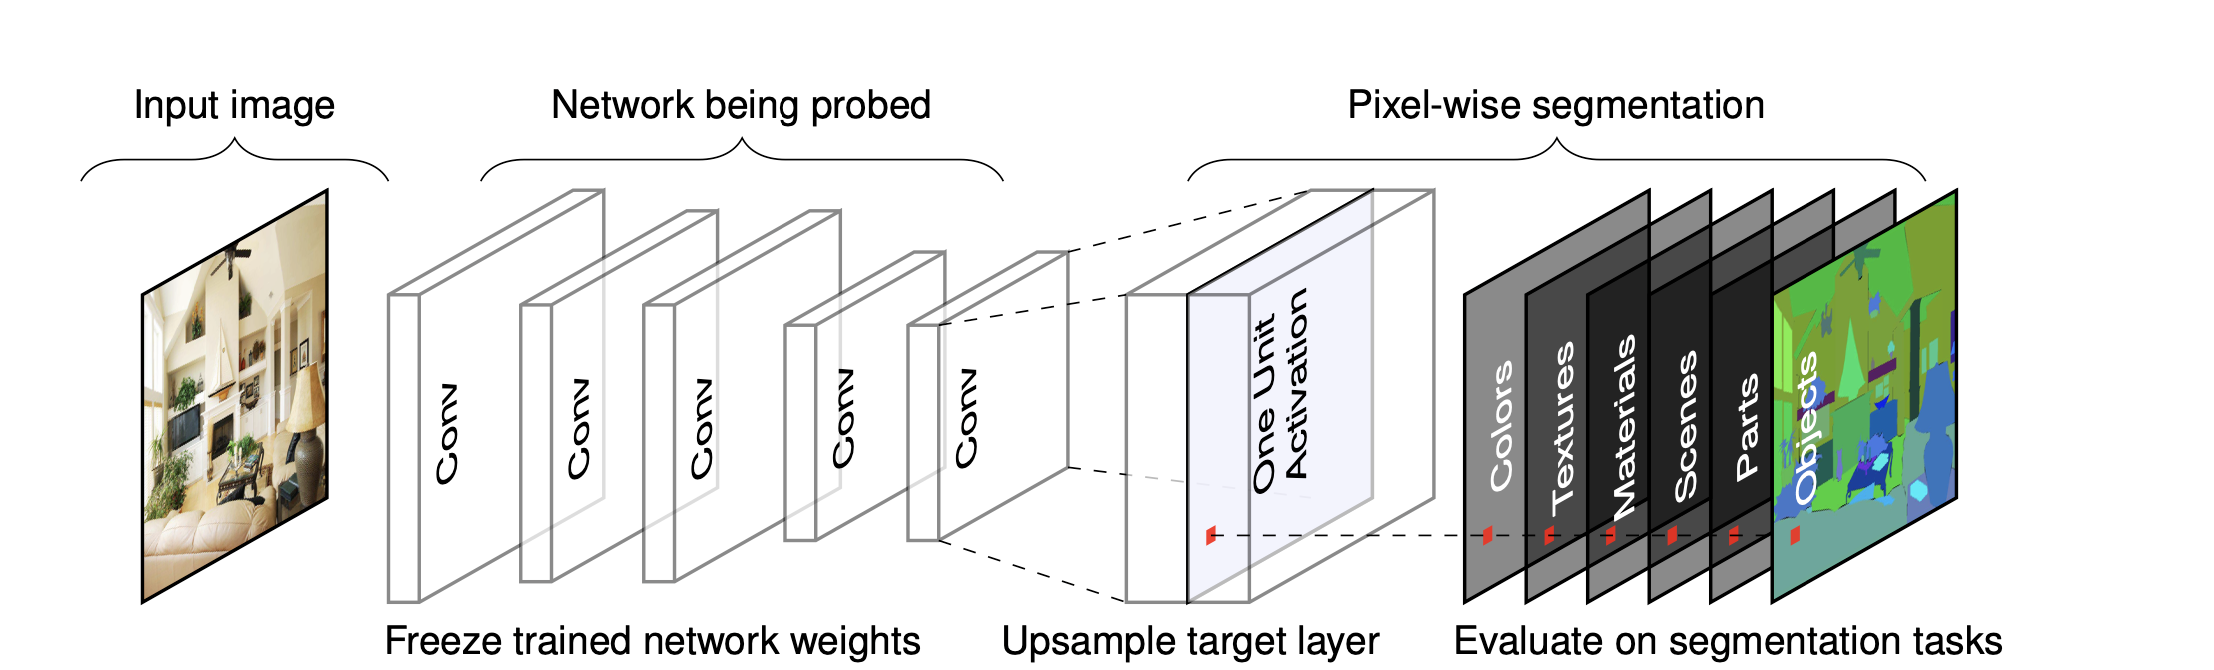 Input image
Network being probed
Pixel-wise segmentation
Conv
Conv
Conv
Conv
Conv
One Unit
Activation
Colors
Textures
Materials
Scenes
Parts
Objects
Freeze trained network weights
Upsample target layer
Evaluate on segmentation tasks